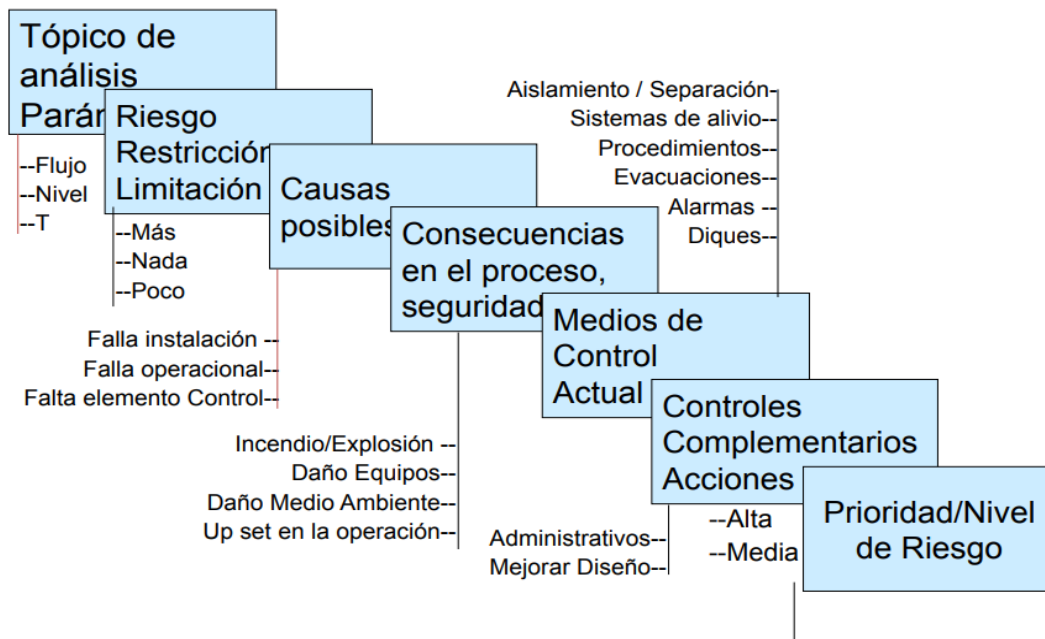 Tópico de
análisis
Parám
--Flujo
--Nivel
--T
Riesgo
Restricción
Limitación
--Más
--Nada
--Poco
Causas
posibles
Falla instalación --
Falla operacional--
Falta elemento Control--
Consecuencias
en el proceso,
seguridad
Incendio/Explosión --
Daño Equipos--
Daño Medio Ambiente--
Up set en la operación--
Aislamiento / Separación--
Sistemas de alivio--
Procedimientos--
Evacuaciones--
Alarmas --
Diques--
Medios de
Control
Actual
Controles
Complementarios
Acciones
Administrativos--
Mejorar Diseño--
--Alta
--Media
Prioridad/Nivel
de Riesgo